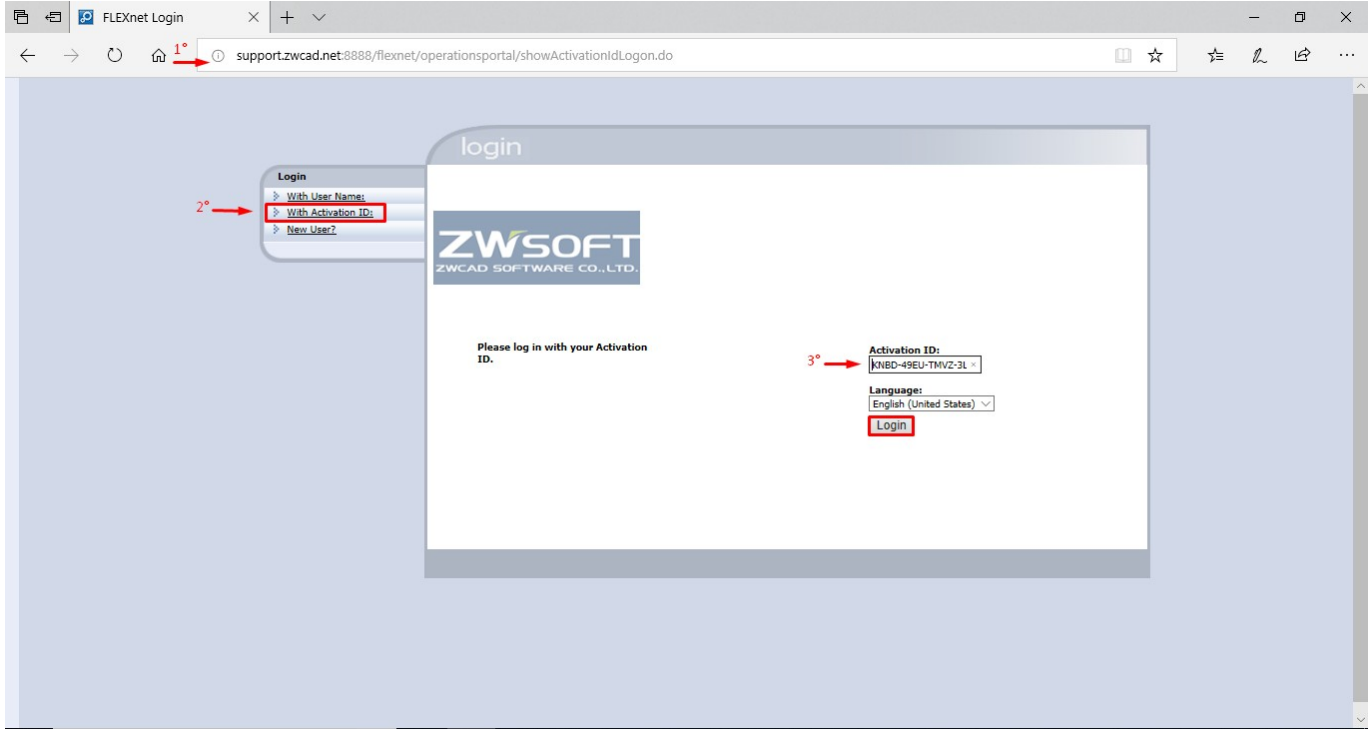 FLEXnet Login
1°
support.zwcad.net:8888/flexnet/operationsportal/showActivationIdLogon.do
login
Login
With User Name:
2°
With Activation ID:
New User?
ZWSOFT
ZWCAD SOFTWARE CO.,LTD.
Please log in with your Activation
ID.
Activation ID:
3°
KNBD-49EU-TMVZ-3L
Language:
English (United States)
Login